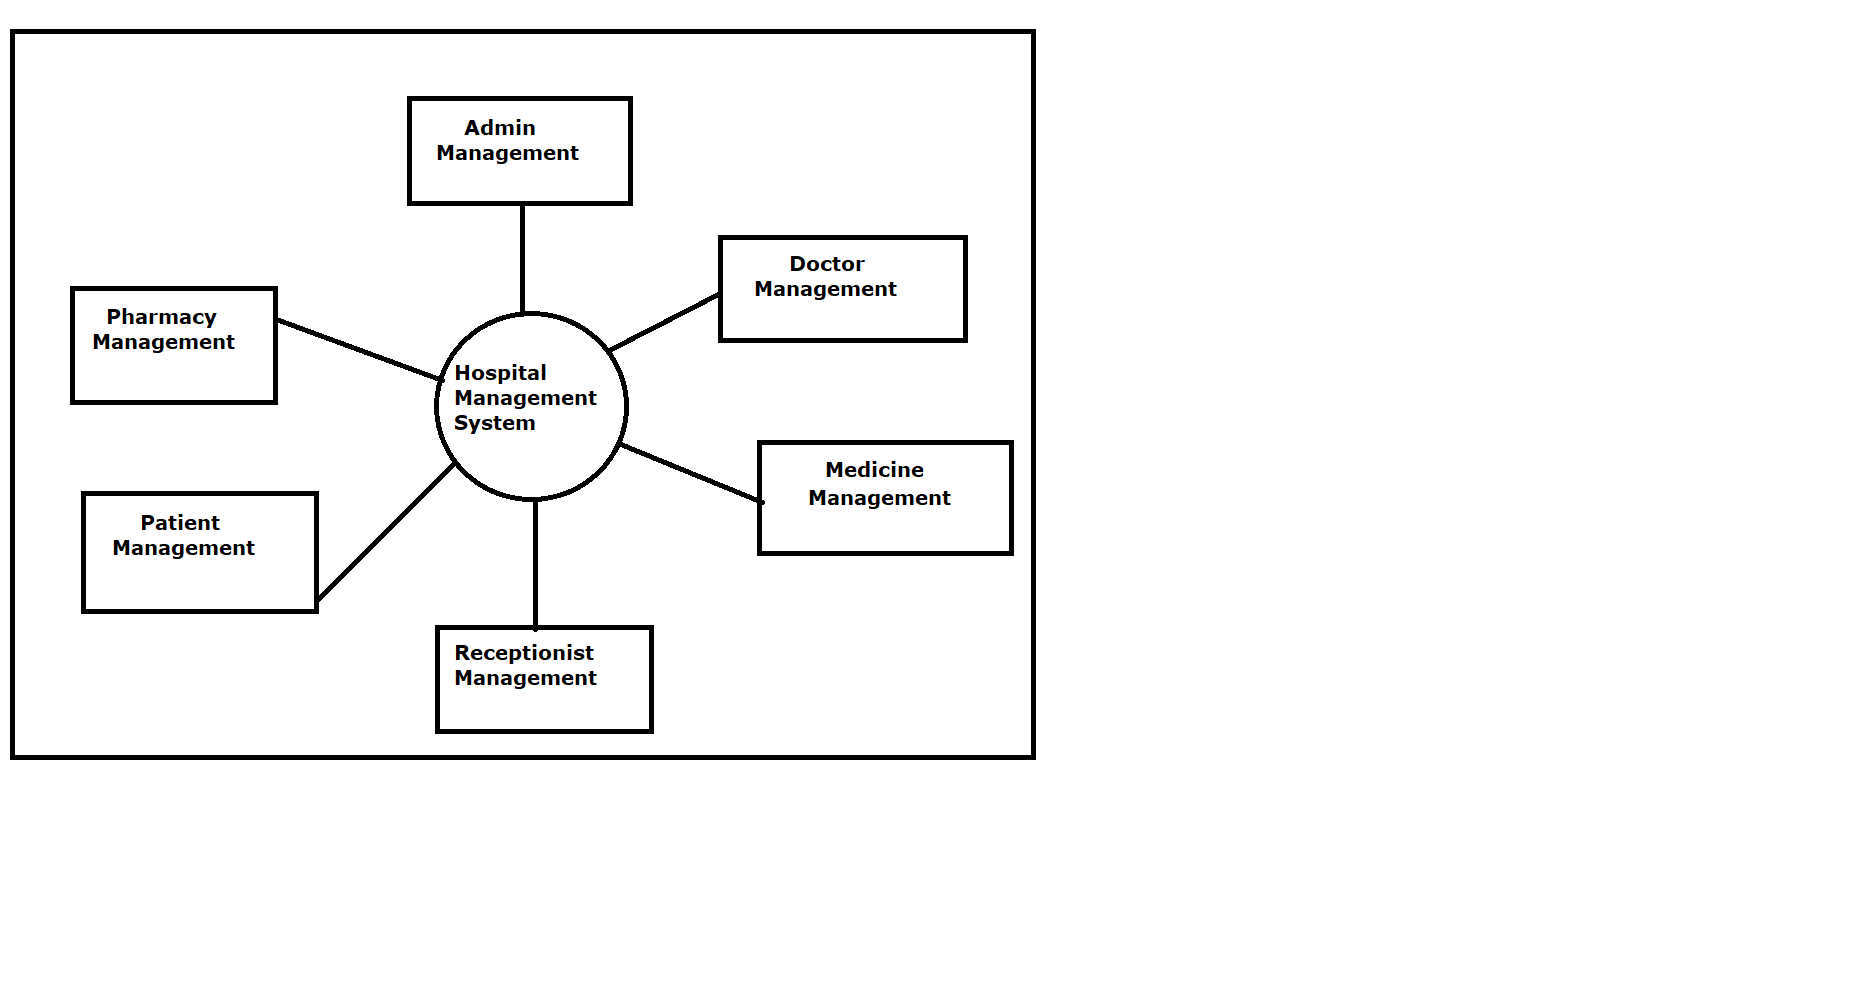 Admin
Management
Doctor
Management
Pharmacy
Management
Hospital
Management
System
Medicine
Management
Patient
Management
Receptionist
Management